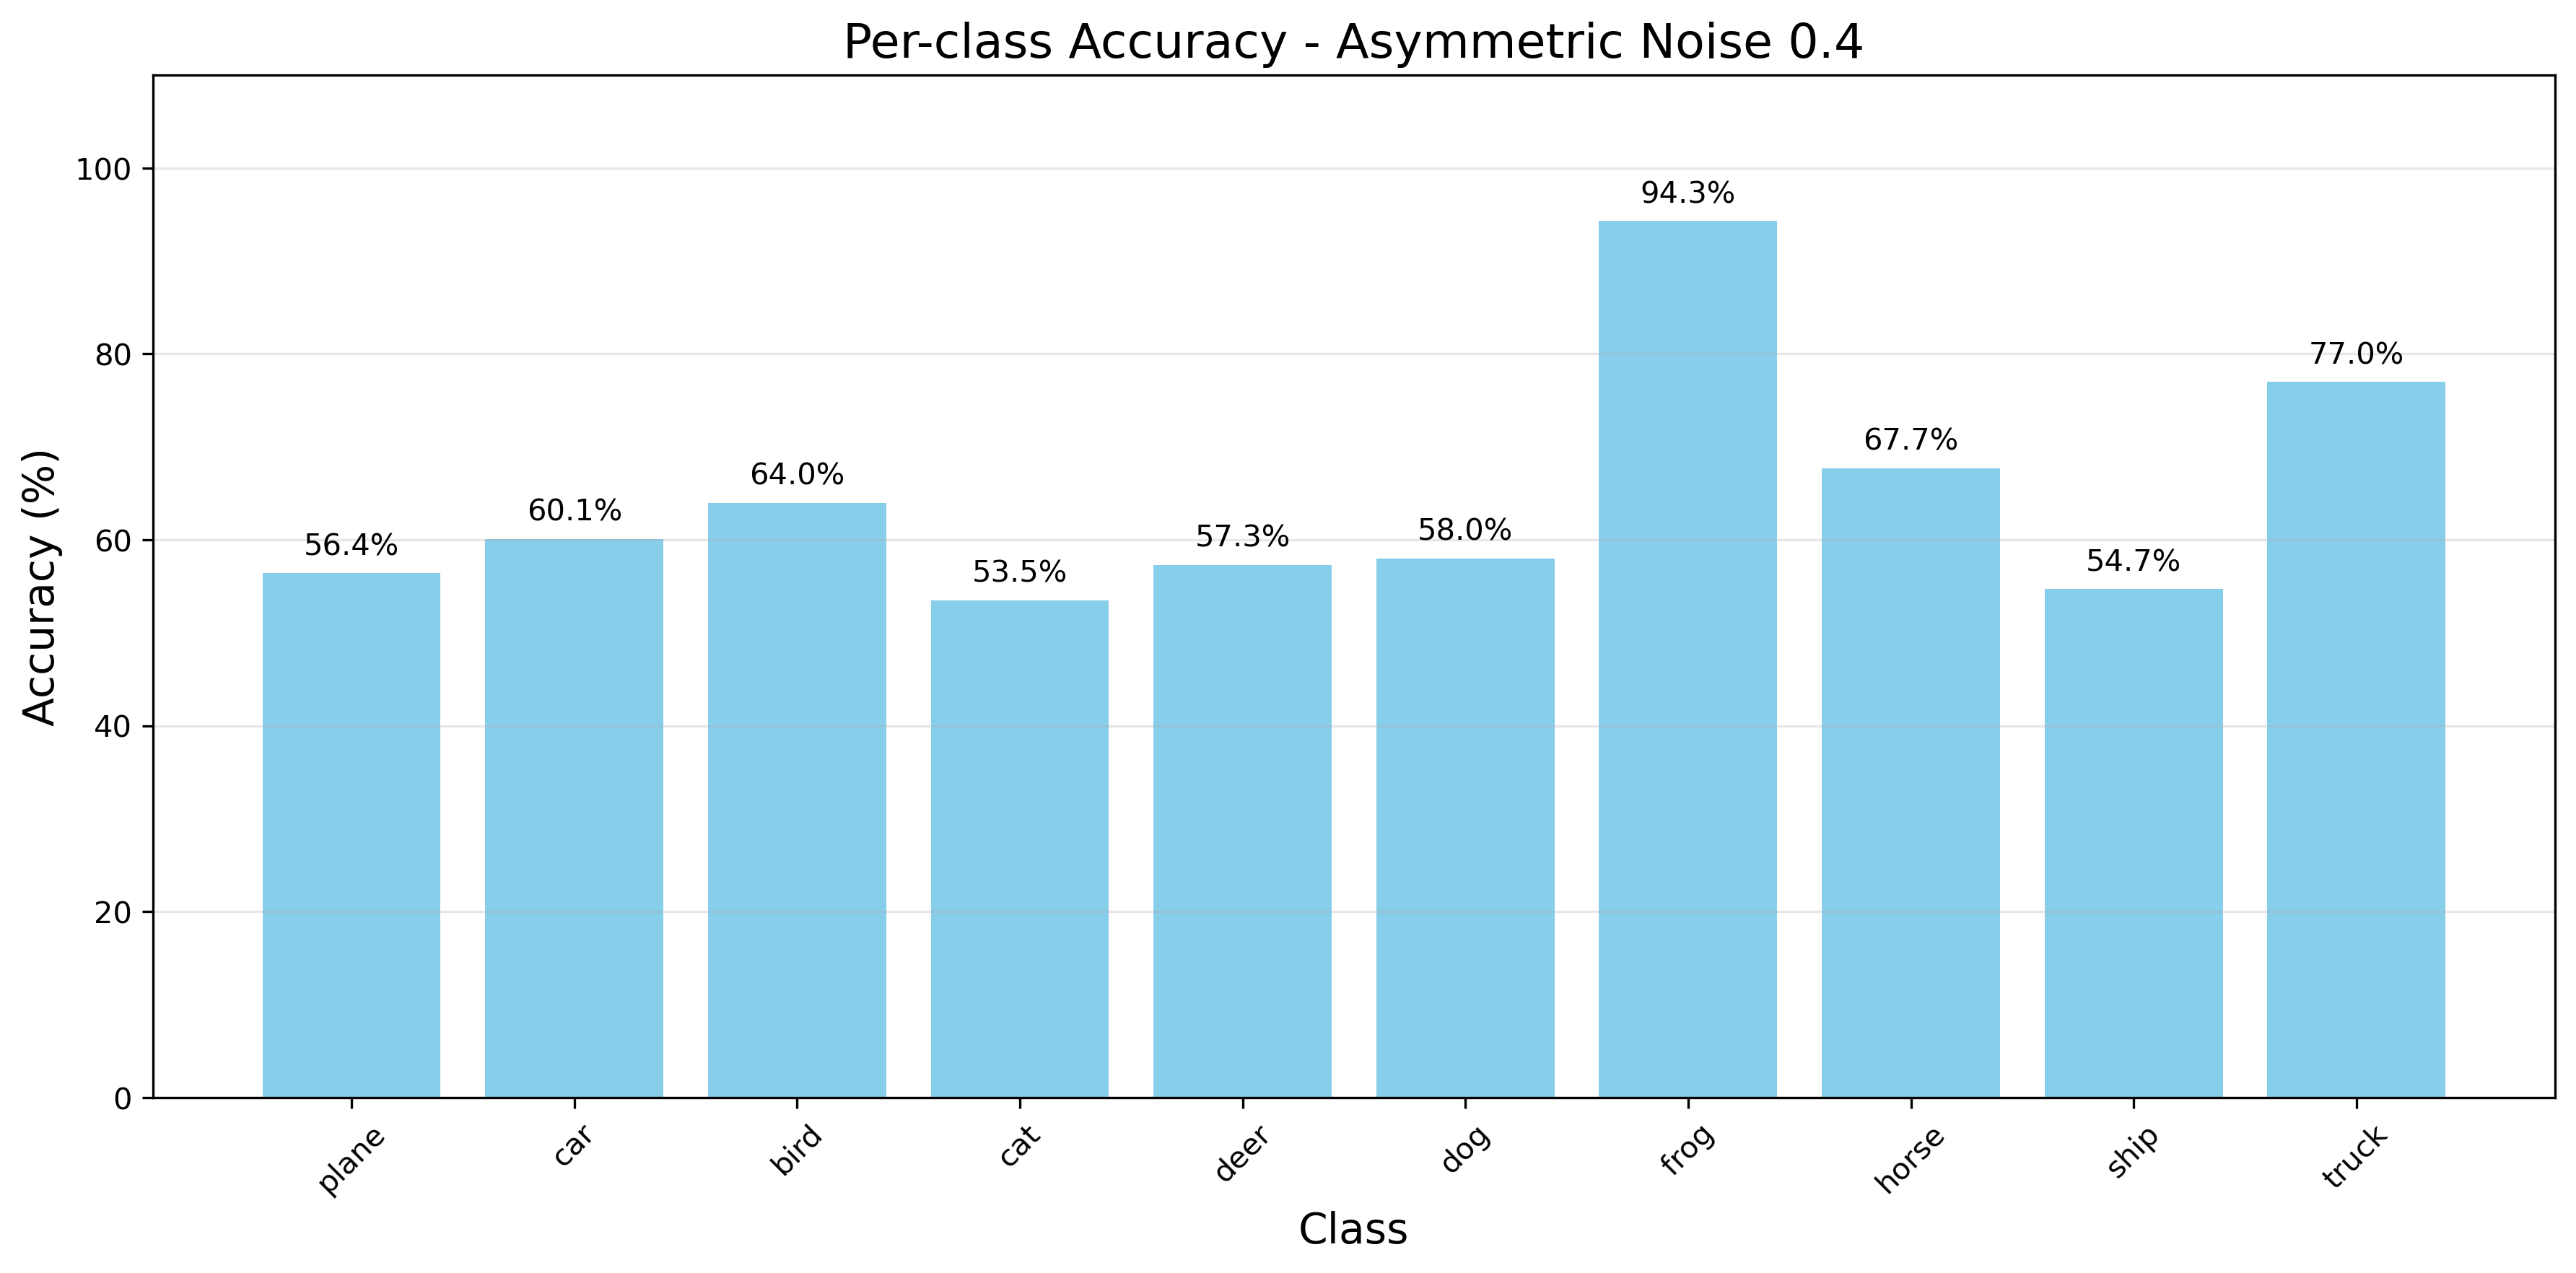 Per-class Accuracy - Asymmetric Noise 0.4
Accuracy (%)
100
80
60
40
20
0
56.4%
60.1%
64.0%
53.5%
57.3%
58.0%
94.3%
67.7%
54.7%
77.0%
plane
car
bird
cat
deer
dog
frog
horse
ship
truck
Class